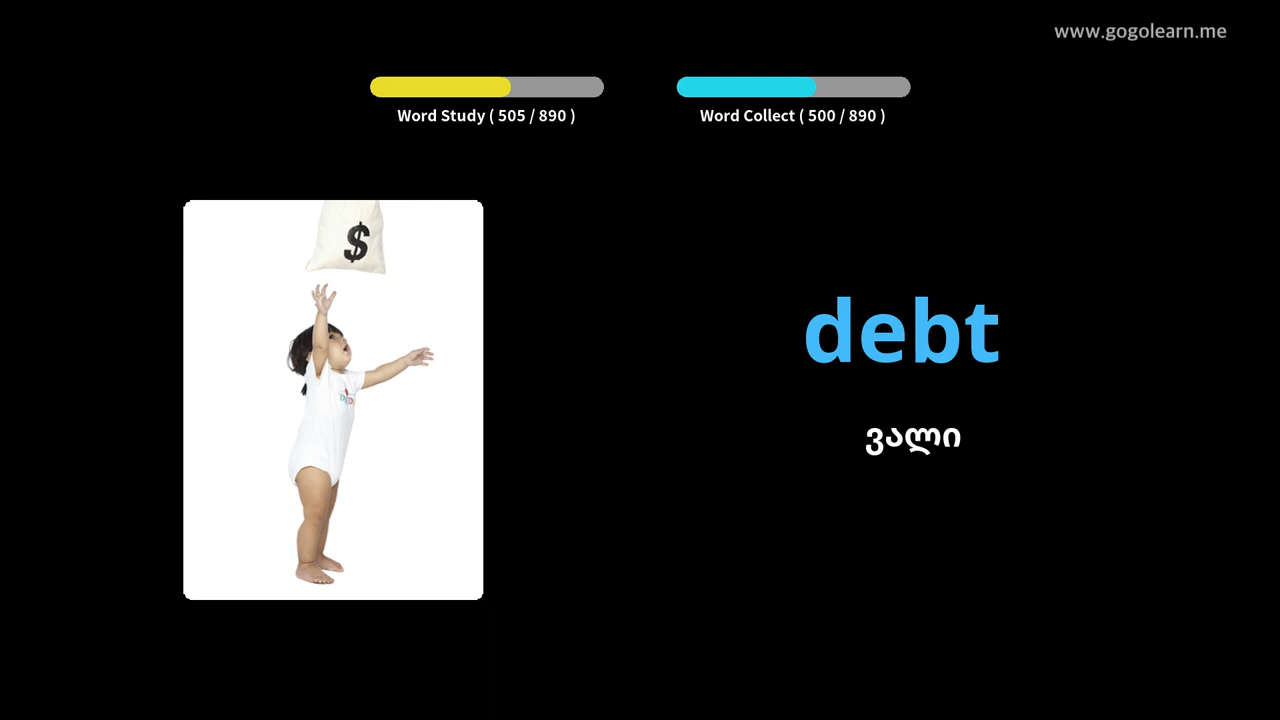 www.gogolearn.me
Word Study ( 505 / 890 )
Word Collect ( 500 / 890 )
$
debt
ვალი